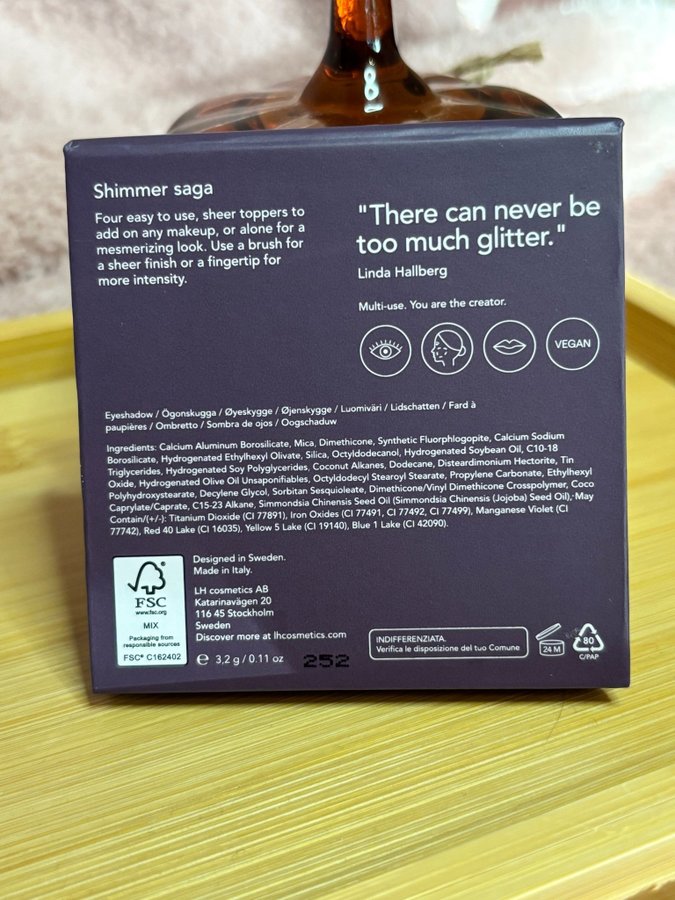 Shimmer saga
Four easy to use, sheer toppers to
add on any makeup, or alone for a
mesmerizing look. Use a brush for
a sheer finish or a fingertip for
more intensity.
"There can never be
too much glitter."
Linda Hallberg
Multi-use. You are the creator.
VEGAN
Eyeshadow / Ögonskugga / Øyeskygge / Øjenskygge / Luomiväri / Lidschatten / Fard à
paupières / Ombretto / Sombra de ojos / Oogschaduw
Ingredients: Calcium Aluminum Borosilicate, Mica, Dimethicone, Synthetic Fluorphlogopite, Calcium Sodium
Borosilicate, Hydrogenated Ethylhexyl Olivate, Silica, Octyldodecanol, Hydrogenated Soybean Oil, C10-18
Triglycerides, Hydrogenated Soy Polyglycerides, Coconut Alkanes, Dodecane, Disteardimonium Hectorite, Tin
Oxide, Hydrogenated Olive Oil Unsaponifiables, Octyldodecyl Stearoyl Stearate, Propylene Carbonate, Ethylhexyl
Polyhydroxystearate, Decylene Glycol, Sorbitan Sesquioleate, Dimethicone/Vinyl Dimethicone Crosspolymer, Coco
Caprylate/Caprate, C15-23 Alkane, Simmondsia Chinensis Seed Oil (Simmondsia Chinensis (Jojoba) Seed Oil), May
Contain/(+/-): Titanium Dioxide (CI 77891), Iron Oxides (CI 77491, CI 77492, CI 77499), Manganese Violet (CI
77742), Red 40 Lake (CI 16035), Yellow 5 Lake (CI 19140), Blue 1 Lake (CI 42090).
FSC
www.fsc.org
MIX
Packaging from
responsible sources
FSC® C162402
Designed in Sweden.
Made in Italy.
LH cosmetics AB
Katarinavägen 20
116 45 Stockholm
Sweden
Discover more at lhcosmetics.com
℮ 3,2 g / 0.11 oz
252
INDIFFERENZIATA.
Verifica le disposizione del tuo Comune
24 M
80
C/PAP